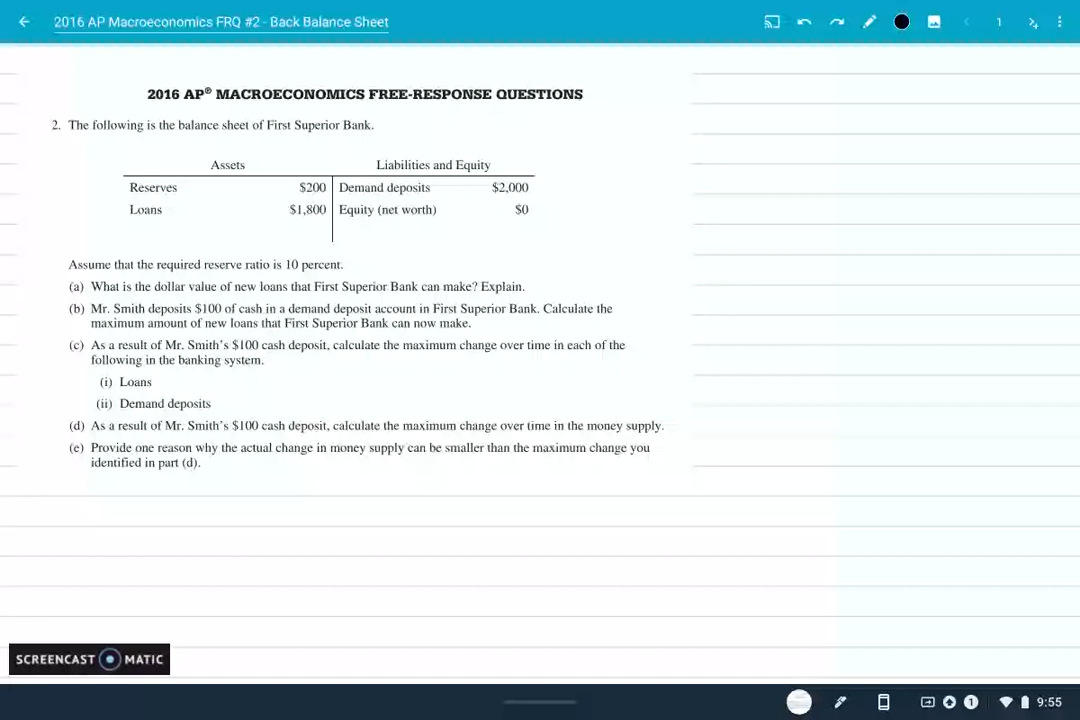 2016 AP Macroeconomics FRQ #2 - Back Balance Sheet
1
2016 AP® MACROECONOMICS FREE-RESPONSE QUESTIONS
2. The following is the balance sheet of First Superior Bank.
Assets Liabilities and Equity
Reserves $200 Demand deposits $2,000
Loans $1,800 Equity (net worth) $0
Assume that the required reserve ratio is 10 percent.
(a) What is the dollar value of new loans that First Superior Bank can make? Explain.
(b) Mr. Smith deposits $100 of cash in a demand deposit account in First Superior Bank. Calculate the
maximum amount of new loans that First Superior Bank can now make.
(c) As a result of Mr. Smith's $100 cash deposit, calculate the maximum change over time in each of the
following in the banking system.
(i) Loans
(ii) Demand deposits
(d) As a result of Mr. Smith's $100 cash deposit, calculate the maximum change over time in the money supply.
(e) Provide one reason why the actual change in money supply can be smaller than the maximum change you
identified in part (d).
SCREENCAST MATIC
1
9:55